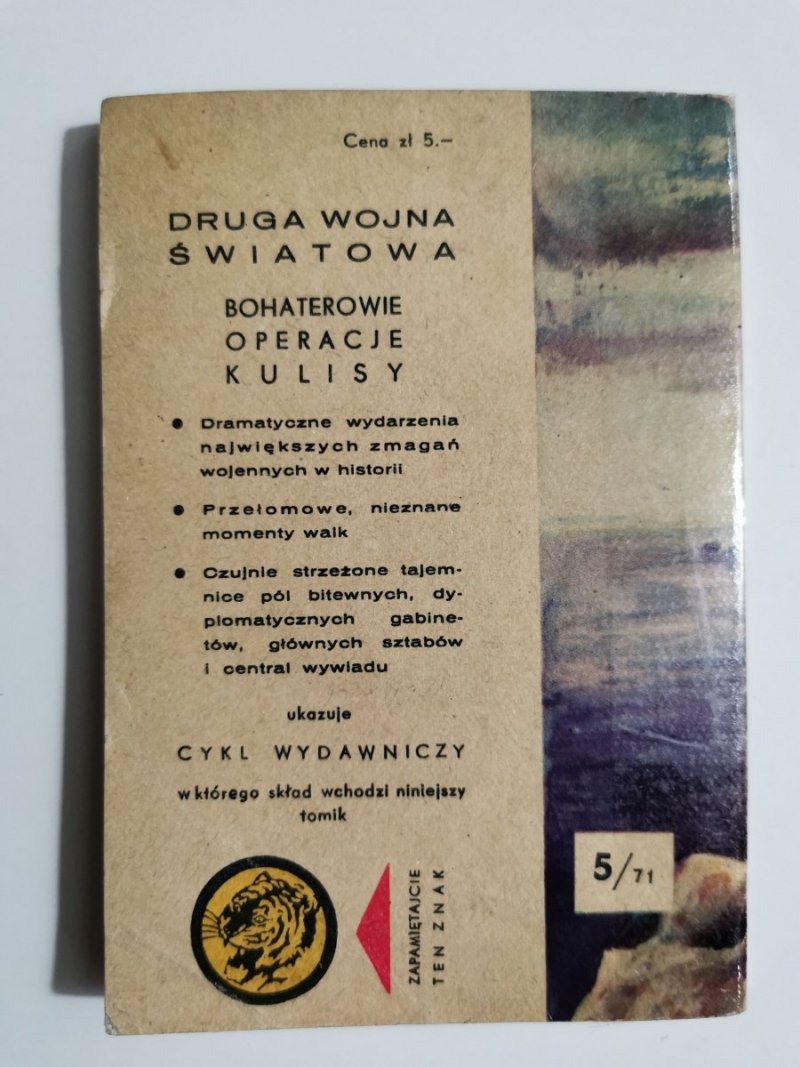 Cena zł 5.–
DRUGA WOJNA
ŚWIATOWA
BOHATEROWIE
OPERACJE
KULISY
● Dramatyczne wydarzenia
największych zmagań
wojennych w historii
● Przełomowe, nieznane
momenty walk
● Czujnie strzeżone tajem-
nice pól bitewnych, dy-
plomatycznych gabine-
tów, głównych sztabów
i central wywiadu
ukazuje
CYKL WYDAWNICZY
w którego skład wchodzi niniejszy
tomik
ZAPAMIĘTAJCIE
TEN ZNAK
5/71